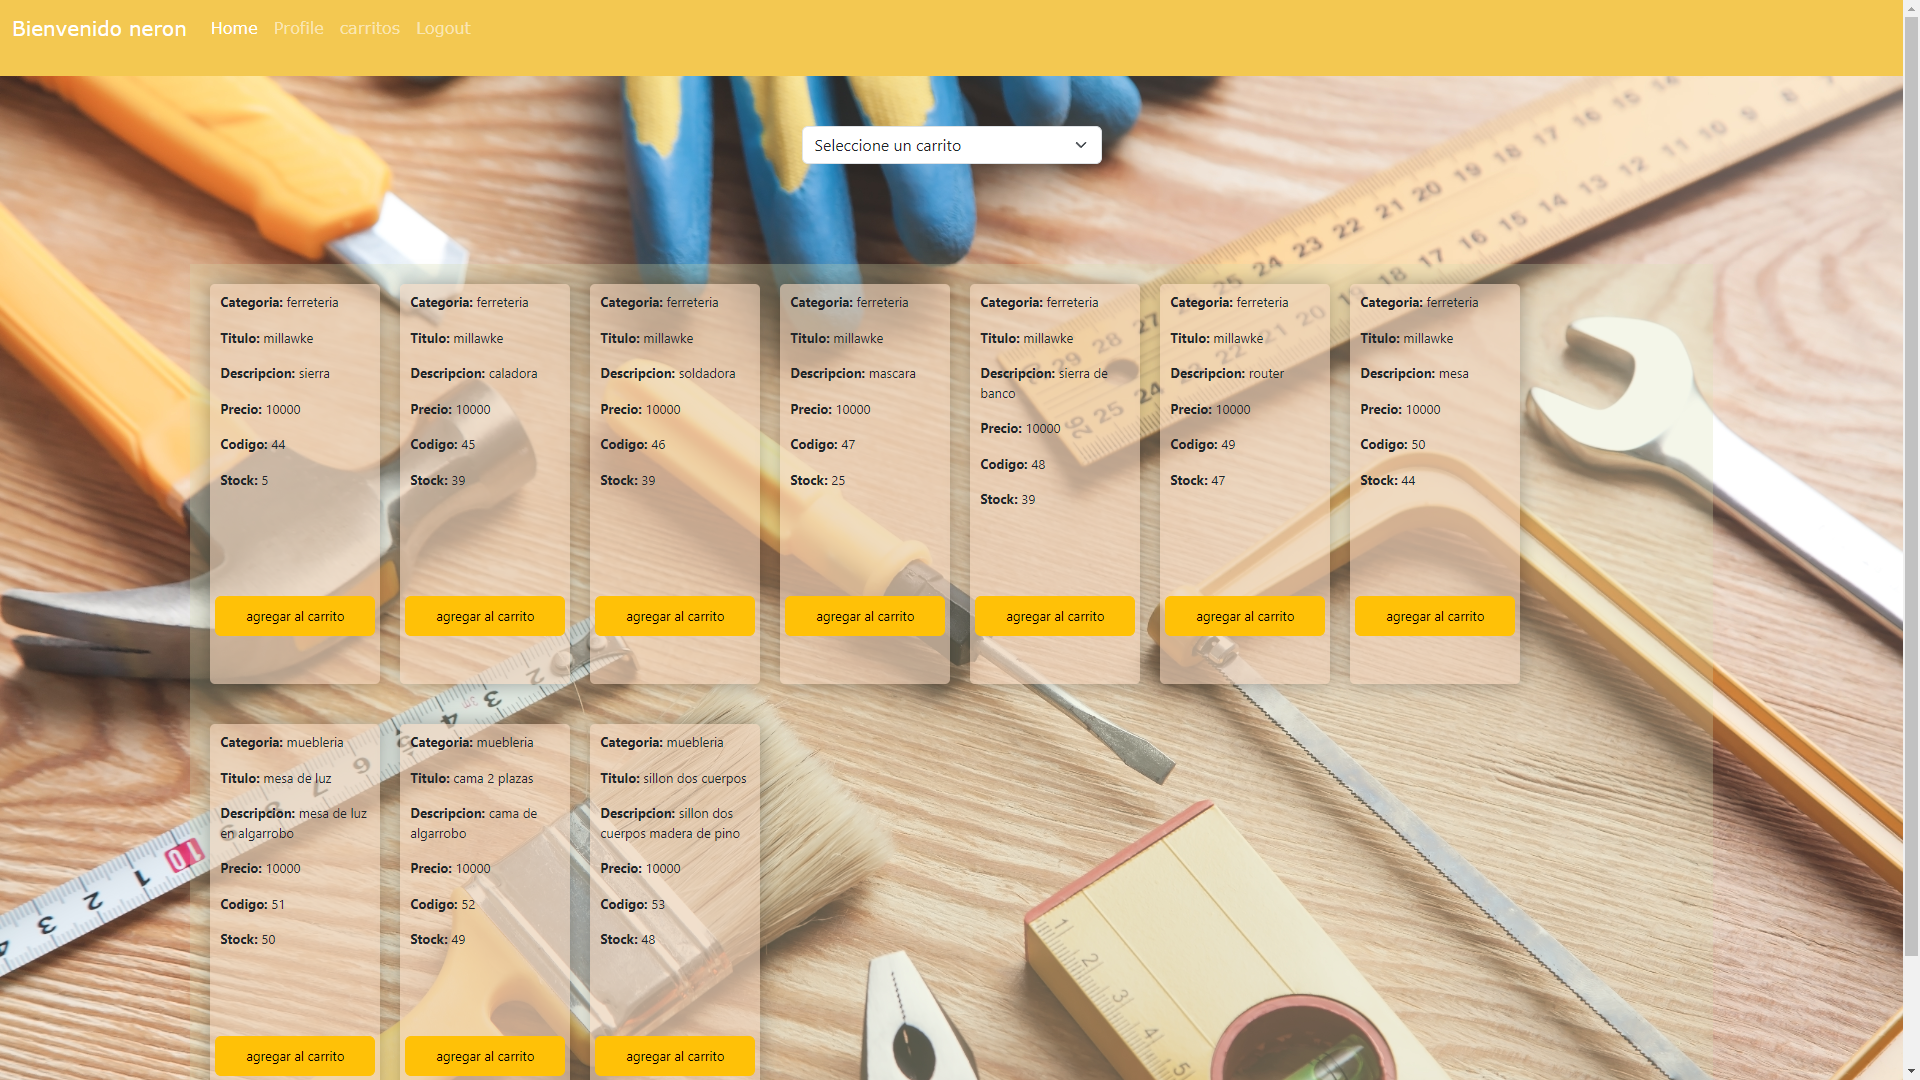 Bienvenido neron Home Profile carritos Logout
Seleccione un carrito
Categoria: ferreteria
Titulo: millawke
Descripcion: sierra
Precio: 10000
Codigo: 44
Stock: 5
agregar al carrito
Categoria: ferreteria
Titulo: millawke
Descripcion: caladora
Precio: 10000
Codigo: 45
Stock: 39
agregar al carrito
Categoria: ferreteria
Titulo: millawke
Descripcion: soldadora
Precio: 10000
Codigo: 46
Stock: 39
agregar al carrito
Categoria: ferreteria
Titulo: millawke
Descripcion: mascara
Precio: 10000
Codigo: 47
Stock: 25
agregar al carrito
Categoria: ferreteria
Titulo: millawke
Descripcion: sierra de
banco
Precio: 10000
Codigo: 48
Stock: 39
agregar al carrito
Categoria: ferreteria
Titulo: millawke
Descripcion: router
Precio: 10000
Codigo: 49
Stock: 47
agregar al carrito
Categoria: ferreteria
Titulo: millawke
Descripcion: mesa
Precio: 10000
Codigo: 50
Stock: 44
agregar al carrito
Categoria: muebleria
Titulo: mesa de luz
Descripcion: mesa de luz
en algarrobo
Precio: 10000
Codigo: 51
Stock: 50
agregar al carrito
Categoria: muebleria
Titulo: cama 2 plazas
Descripcion: cama de
algarrobo
Precio: 10000
Codigo: 52
Stock: 49
agregar al carrito
Categoria: muebleria
Titulo: sillon dos cuerpos
Descripcion: sillon dos
cuerpos madera de pino
Precio: 10000
Codigo: 53
Stock: 48
agregar al carrito